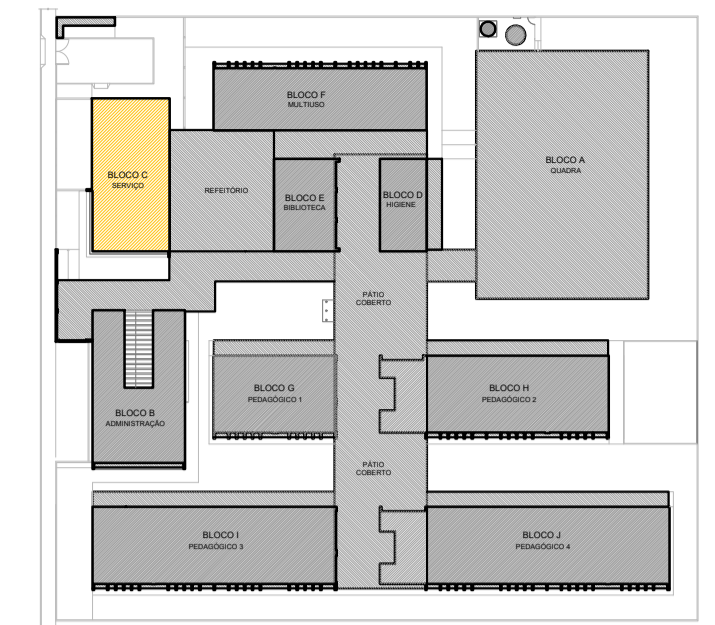 BLOCO F
MULTIUSO
BLOCO A
QUADRA
BLOCO C
SERVIÇO
REFEITÓRIO
BLOCO E
BIBLIOTECA
BLOCO D
HIGIENE
PÁTIO
COBERTO
BLOCO G
PEDAGÓGICO 1
BLOCO H
PEDAGÓGICO 2
BLOCO B
ADMINISTRAÇÃO
PÁTIO
COBERTO
BLOCO I
PEDAGÓGICO 3
BLOCO J
PEDAGÓGICO 4